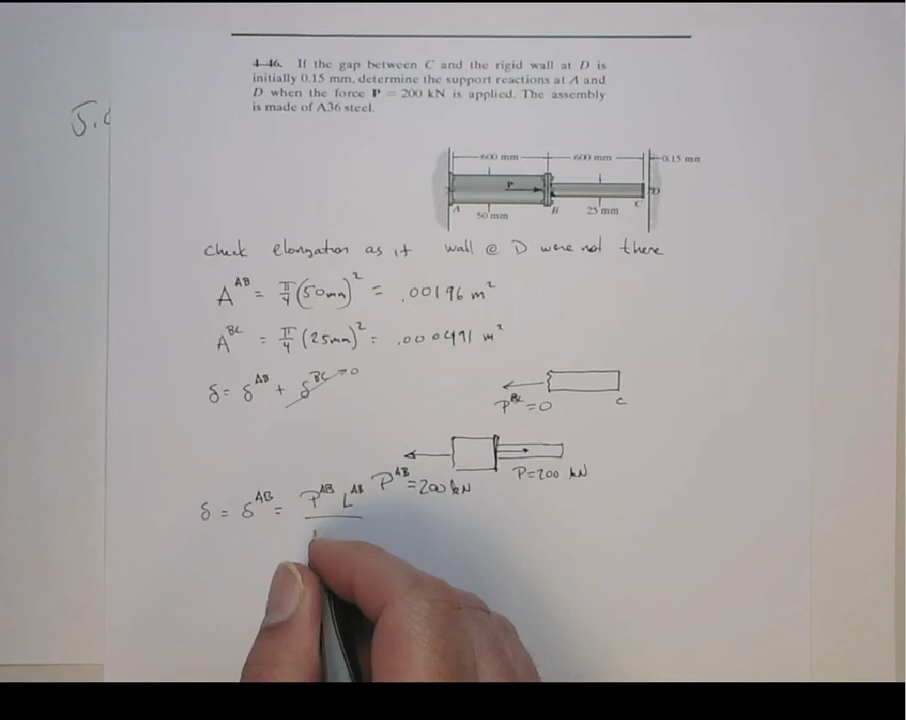 4–46. If the gap between C and the rigid wall at D is
initially 0.15 mm, determine the support reactions at A and
D when the force P = 200 kN is applied. The assembly
is made of A36 steel.
600 mm
600 mm
0.15 mm
P
D
A
50 mm
B
25 mm
C
check elongation as if wall @ D were not there
A^AB = π/4 (50mm)^2 = .00196 m^2
A^BC = π/4 (25mm)^2 = .000491 m^2
δ = δ^AB + δ^BC → 0
P^BC = 0
C
P^AB = 200 kN
P = 200 kN
δ = δ^AB = P^AB L^AB